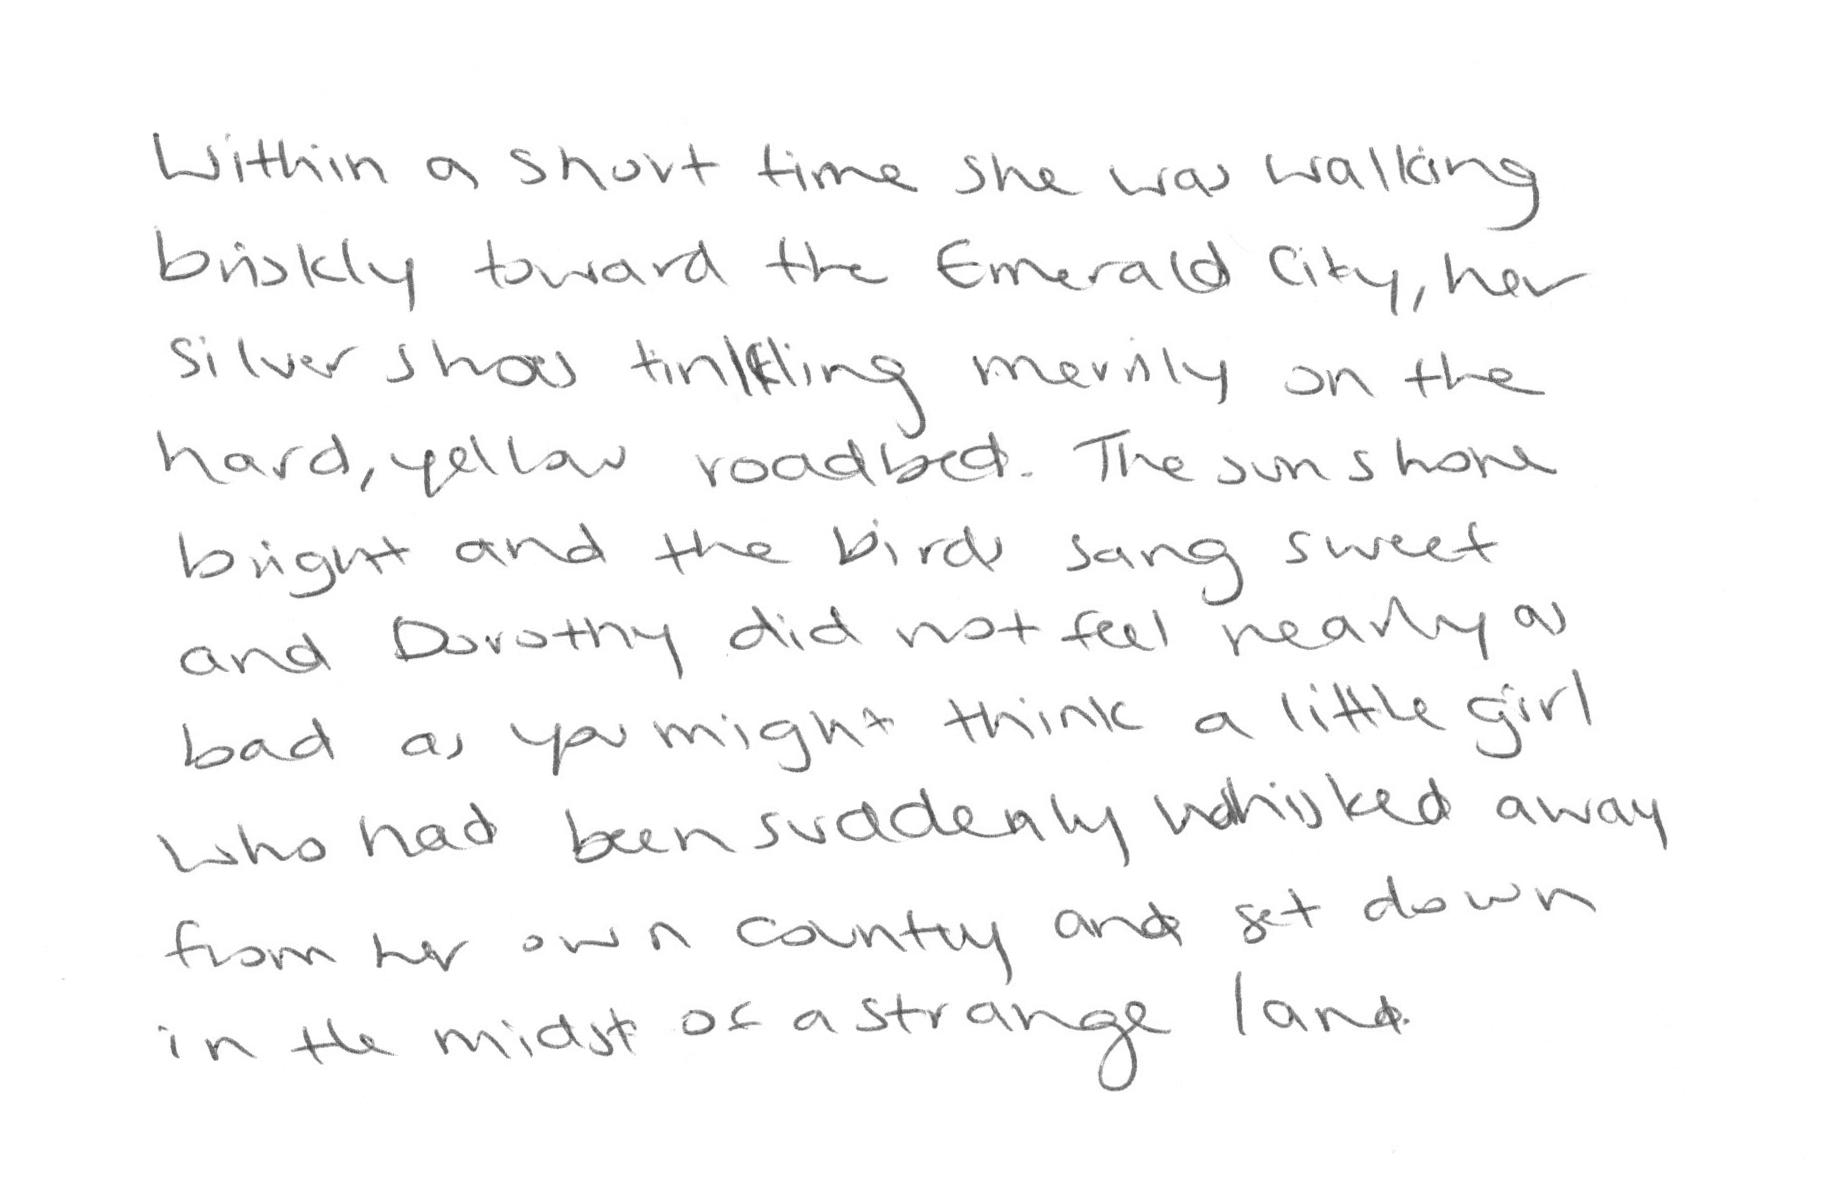 Within a short time she was walking
briskly toward the Emerald City, her
silver shoes tinkling merrily on the
hard, yellow roadbed. The sun shone
bright and the birds sang sweet
and Dorothy did not feel nearly as
bad as you might think a little girl
who had been suddenly whisked away
from her own country and set down
in the midst of a strange land.